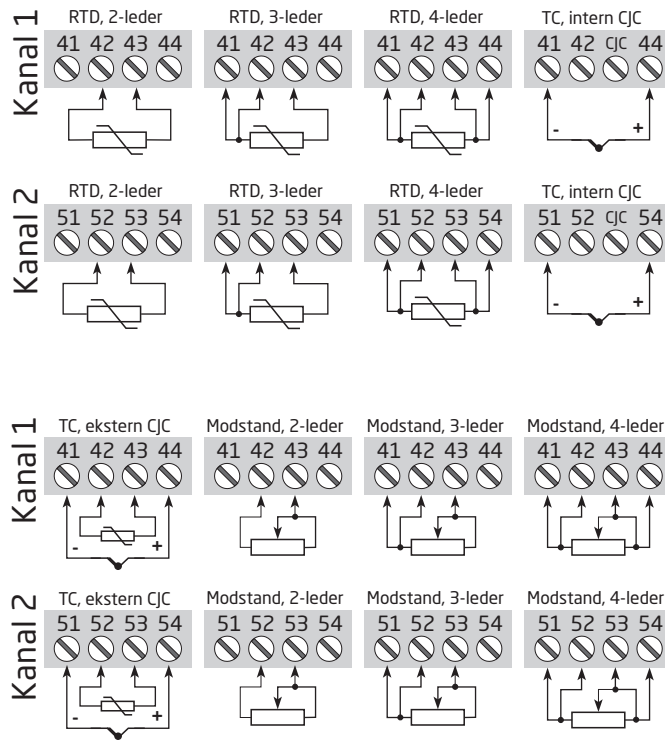 Kanal 1
RTD, 2-leder
41 42 43 44
RTD, 3-leder
41 42 43 44
RTD, 4-leder
41 42 43 44
TC, intern CJC
41 42 CJC 44
- +
Kanal 2
RTD, 2-leder
51 52 53 54
RTD, 3-leder
51 52 53 54
RTD, 4-leder
51 52 53 54
TC, intern CJC
51 52 CJC 54
- +
Kanal 1
TC, ekstern CJC
41 42 43 44
- +
Modstand, 2-leder
41 42 43 44
Modstand, 3-leder
41 42 43 44
Modstand, 4-leder
41 42 43 44
Kanal 2
TC, ekstern CJC
51 52 53 54
- +
Modstand, 2-leder
51 52 53 54
Modstand, 3-leder
51 52 53 54
Modstand, 4-leder
51 52 53 54